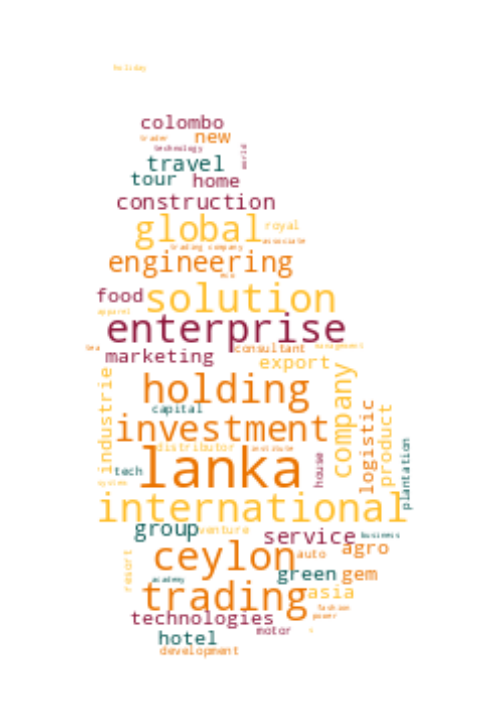 holiday
colombo
trader new
technology
world
travel
tour home
construction
global royal
associate
trading company
engineering
eco
food solution
apparel
enterprise
tea consultant management
marketing export
industrie
holding
company
capital
logistic
product
investment
distributor institute
plantation
lanka
house
tech
system
international
group venture
service business
ceylon auto agro
resort
academy green gem
trading asia
fashion
power
technologies
motor
hotel
development